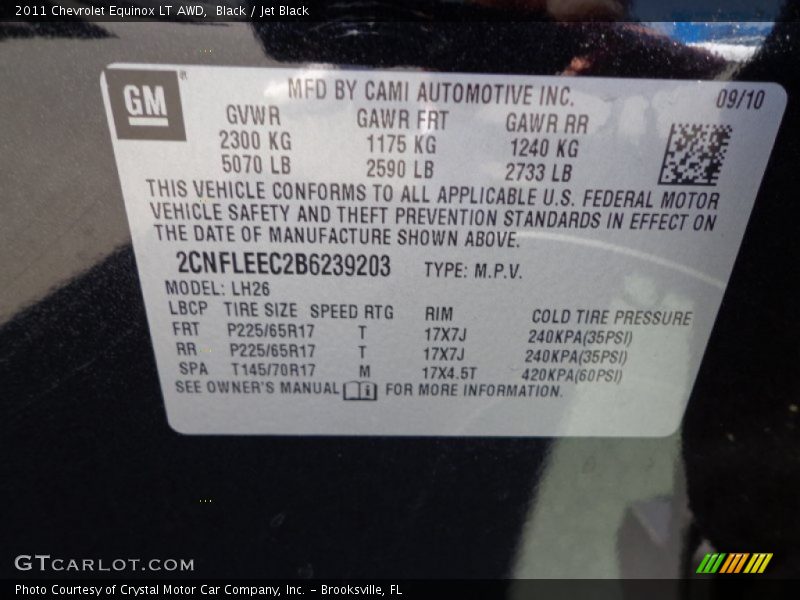 2011 Chevrolet Equinox LT AWD, Black / Jet Black
GM
MFD BY CAMI AUTOMOTIVE INC. 09/10
GVWR GAWR FRT GAWR RR
2300 KG 1175 KG 1240 KG
5070 LB 2590 LB 2733 LB
THIS VEHICLE CONFORMS TO ALL APPLICABLE U.S. FEDERAL MOTOR
VEHICLE SAFETY AND THEFT PREVENTION STANDARDS IN EFFECT ON
THE DATE OF MANUFACTURE SHOWN ABOVE.
2CNFLEEC2B6239203 TYPE: M.P.V.
MODEL: LH26
LBCP TIRE SIZE SPEED RTG RIM COLD TIRE PRESSURE
FRT P225/65R17 T 17X7J 240KPA(35PSI)
RR P225/65R17 T 17X7J 240KPA(35PSI)
SPA T145/70R17 M 17X4.5T 420KPA(60PSI)
SEE OWNER'S MANUAL FOR MORE INFORMATION.
GTCARLOT.COM
Photo Courtesy of Crystal Motor Car Company, Inc. – Brooksville, FL